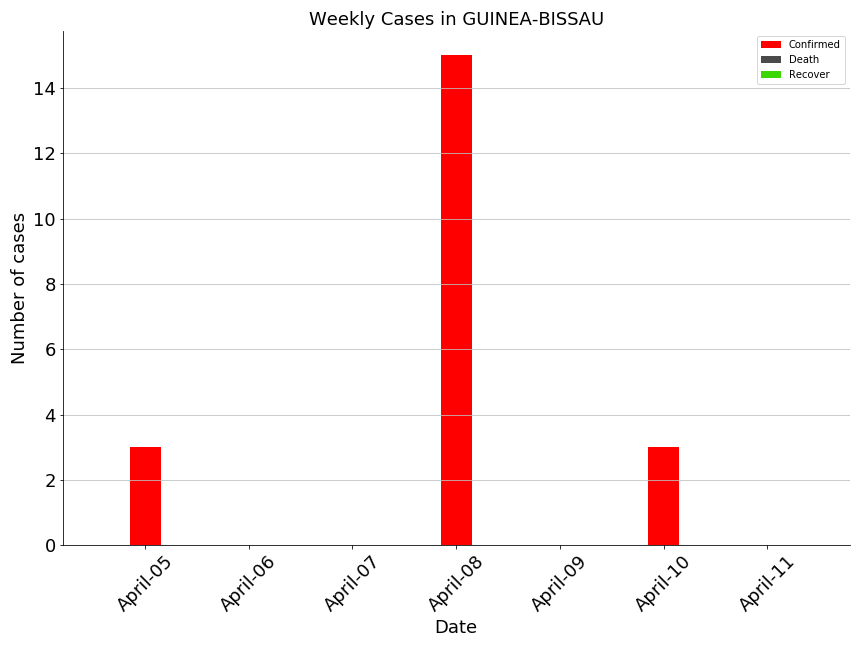 Weekly Cases in GUINEA-BISSAU
Confirmed
Death
Recover
Number of cases
14
12
10
8
6
4
2
0
April-05
April-06
April-07
April-08
April-09
April-10
April-11
Date